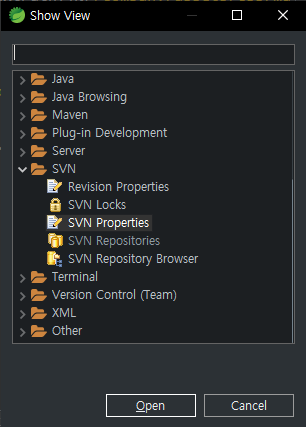 Show View
Java
Java Browsing
Maven
Plug-in Development
Server
SVN
Revision Properties
SVN Locks
SVN Properties
SVN Repositories
SVN Repository Browser
Terminal
Version Control (Team)
XML
Other
Open
Cancel